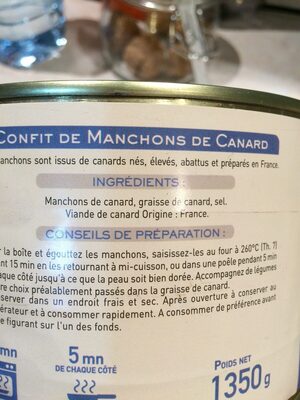 CONFIT DE MANCHONS DE CANARD
anchons sont issus de canards nés, élevés, abattus et préparés en France.
INGRÉDIENTS :
Manchons de canard, graisse de canard, sel.
Viande de canard Origine : France.
CONSEILS DE PRÉPARATION :
r la boîte et égouttez les manchons, saisissez-les au four à 260°C (Th. 7)
nt 15 min en les retournant à mi-cuisson, ou dans une poêle pendant 5 min
aque côté jusqu'à ce que la peau soit bien dorée. Accompagnez de légumes
re choix préalablement passés dans la graisse de canard.
server dans un endroit frais et sec. Après ouverture à conserver au
érateur et à consommer rapidement. A consommer de préférence avant
e figurant sur l'un des fonds.
mn
5 mn
DE CHAQUE CÔTÉ
POIDS NET
1350g